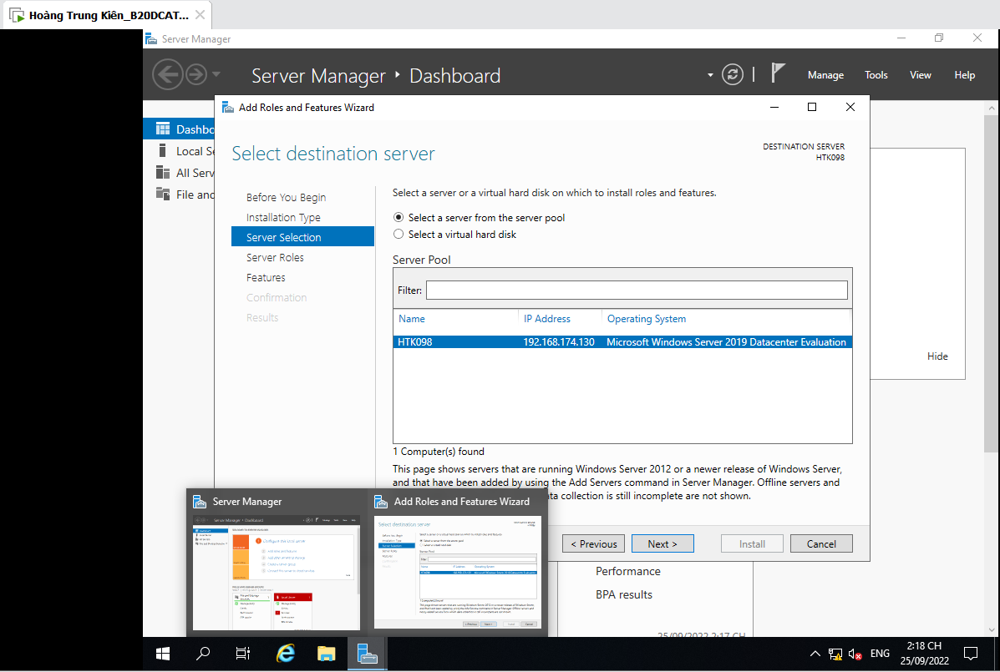 Hoàng Trung Kiên_B20DCAT...
Server Manager
Server Manager
Dashboard
Manage
Tools
View
Help
Dashbo
Local Se
All Serv
File and
Add Roles and Features Wizard
Select destination server
DESTINATION SERVER
HTK098
Before You Begin
Installation Type
Server Selection
Server Roles
Features
Confirmation
Results
Select a server or a virtual hard disk on which to install roles and features.
Select a server from the server pool
Select a virtual hard disk
Server Pool
Filter:
Name IP Address Operating System
HTK098 192.168.174.130 Microsoft Windows Server 2019 Datacenter Evaluation
1 Computer(s) found
This page shows servers that are running Windows Server 2012 or a newer release of Windows Server,
and that have been added by using the Add Servers command in Server Manager. Offline servers and
ta collection is still incomplete are not shown.
< Previous
Next >
Install
Cancel
Hide
Performance
BPA results
25/09/2022 2:17 CH
Server Manager
Add Roles and Features Wizard
Select destination server
ENG
2:18 CH
25/09/2022